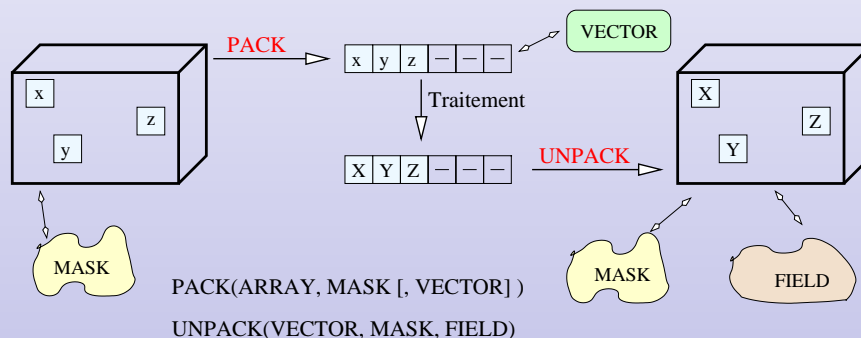 PACK
VECTOR
x y z – – –
x
z
y
Traitement
X
Z
Y
UNPACK
X Y Z – – –
MASK
MASK
FIELD
PACK(ARRAY, MASK [, VECTOR] )
UNPACK(VECTOR, MASK, FIELD)